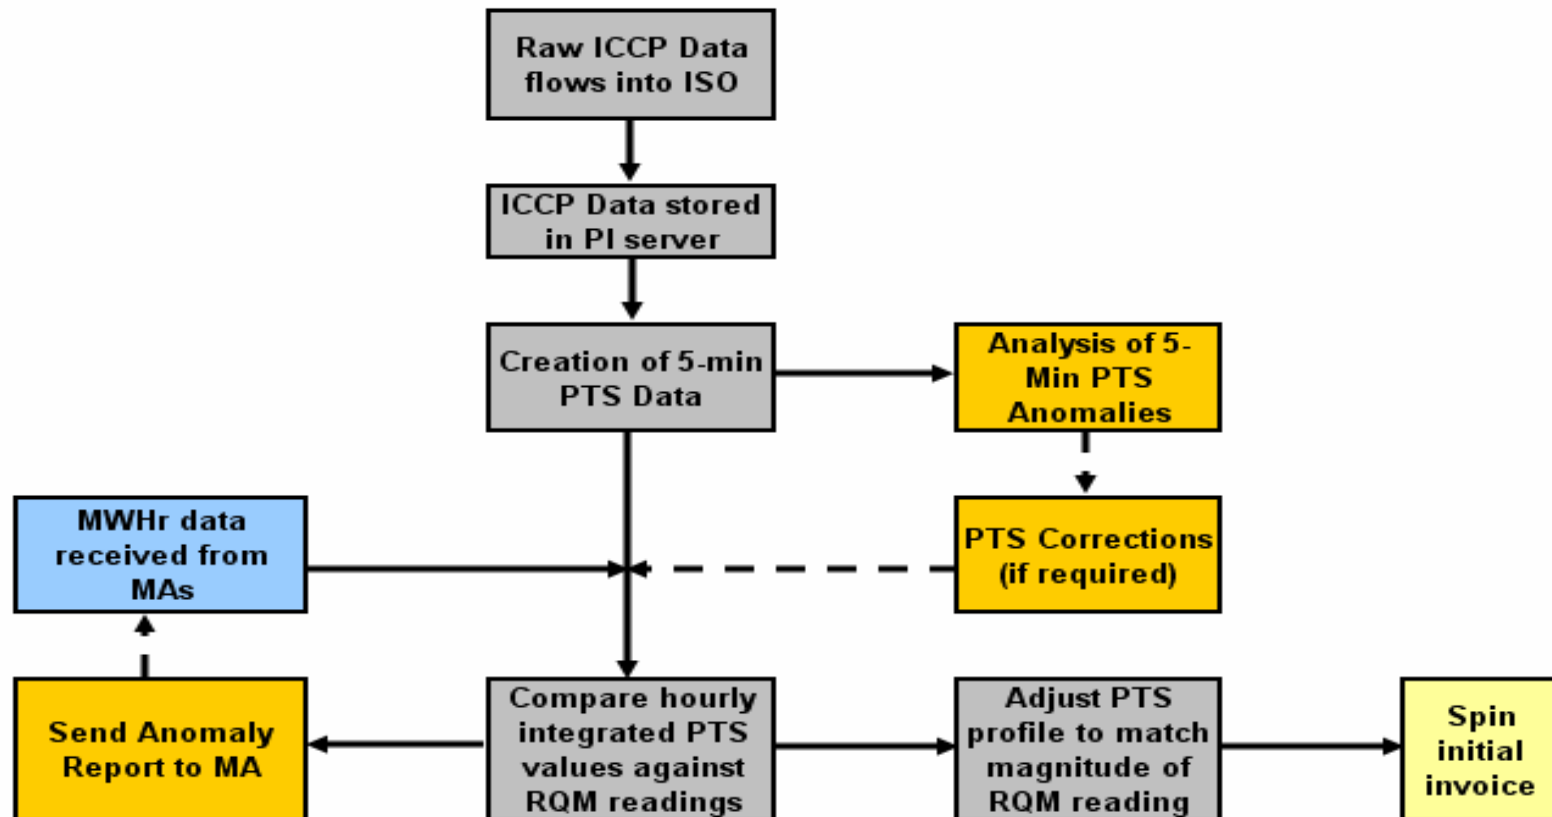 Raw ICCP Data
flows into ISO
ICCP Data stored
in PI server
Creation of 5-min
PTS Data
Analysis of 5-
Min PTS
Anomalies
MWHr data
received from
MAs
PTS Corrections
(if required)
Send Anomaly
Report to MA
Compare hourly
integrated PTS
values against
RQM readings
Adjust PTS
profile to match
magnitude of
RQM reading
Spin
initial
invoice